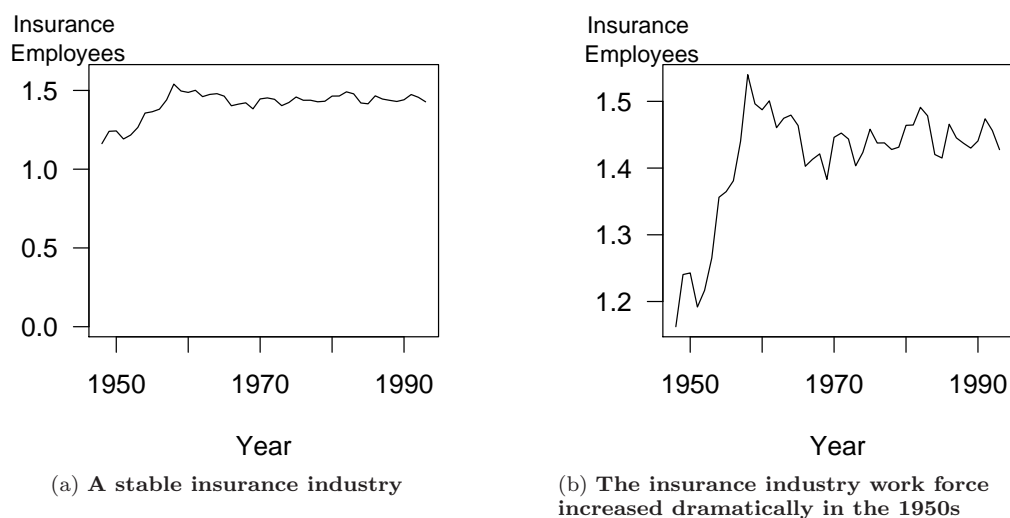 Insurance
Employees
1.5
1.0
0.5
0.0
1950
1970
1990
Year
(a) A stable insurance industry
Insurance
Employees
1.5
1.4
1.3
1.2
1950
1970
1990
Year
(b) The insurance industry work force
increased dramatically in the 1950s